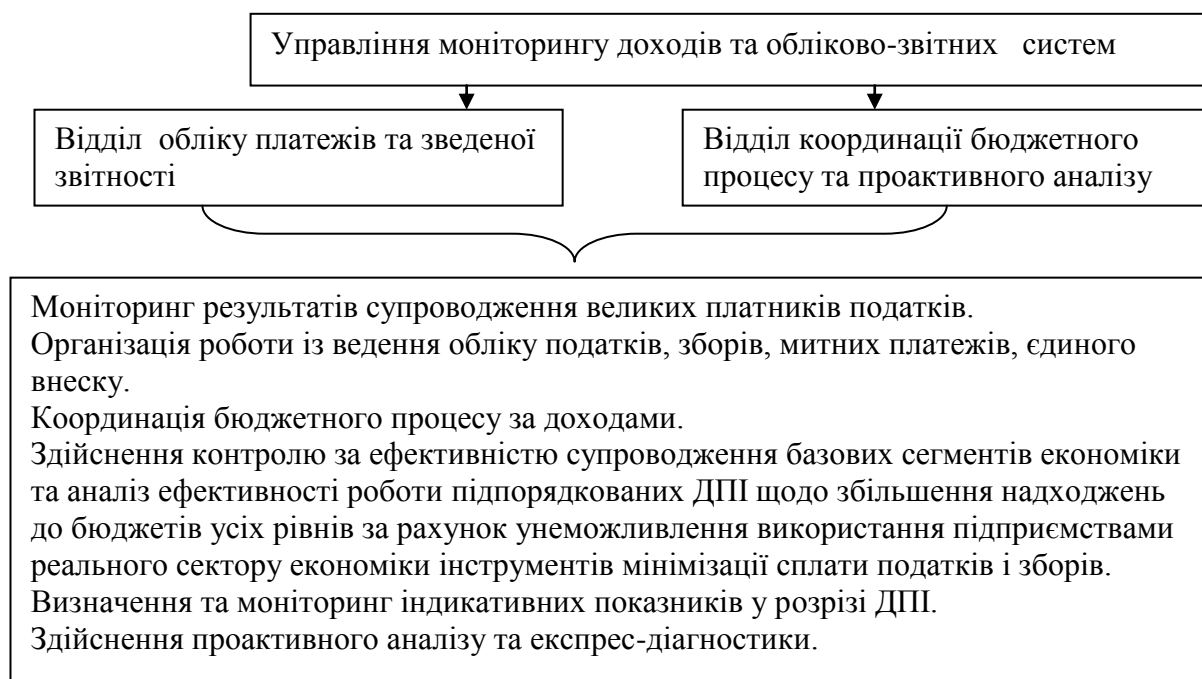 Управління моніторингу доходів та обліково-звітних систем
Відділ обліку платежів та зведеної
звітності
Відділ координації бюджетного
процесу та проактивного аналізу
Моніторинг результатів супроводження великих платників податків.
Організація роботи із ведення обліку податків, зборів, митних платежів, єдиного
внеску.
Координація бюджетного процесу за доходами.
Здійснення контролю за ефективністю супроводження базових сегментів економіки
та аналіз ефективності роботи підпорядкованих ДПІ щодо збільшення надходжень
до бюджетів усіх рівнів за рахунок унеможливлення використання підприємствами
реального сектору економіки інструментів мінімізації сплати податків і зборів.
Визначення та моніторинг індикативних показників у розрізі ДПІ.
Здійснення проактивного аналізу та експрес-діагностики.